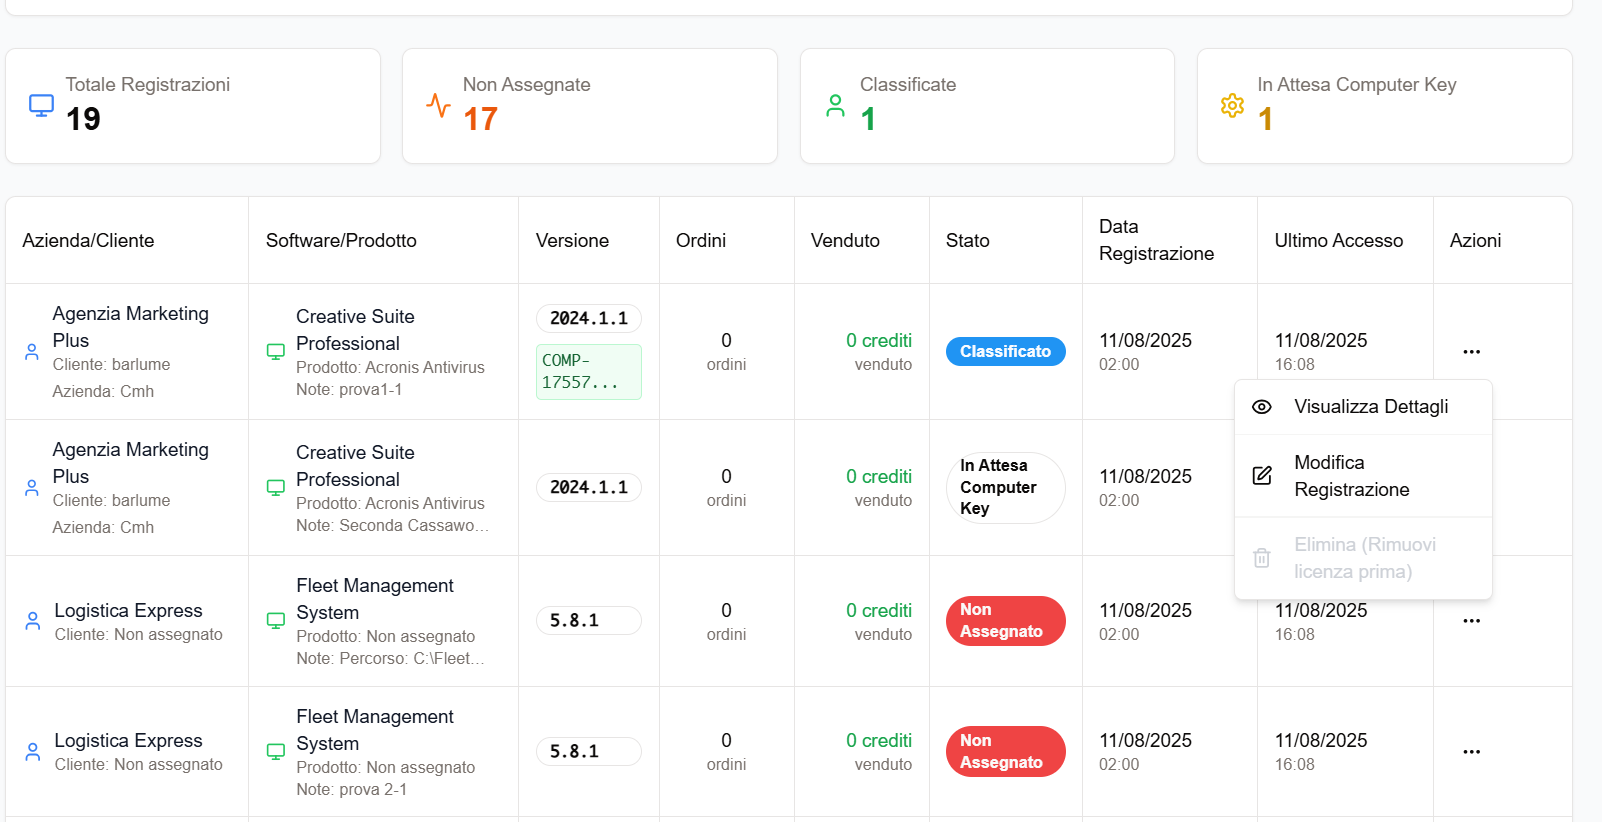 Totale Registrazioni
19
Non Assegnate
17
Classificate
1
In Attesa Computer Key
1
Azienda/Cliente
Software/Prodotto
Versione
Ordini
Venduto
Stato
Data
Registrazione
Ultimo Accesso
Azioni
Agenzia Marketing
Plus
Cliente: barlume
Azienda: Cmh
Creative Suite
Professional
Prodotto: Acronis Antivirus
Note: prova1-1
2024.1.1
COMP-
17557...
0
ordini
0 crediti
venduto
Classificato
11/08/2025
02:00
11/08/2025
16:08
...
Visualizza Dettagli
Modifica
Registrazione
Elimina (Rimuovi
licenza prima)
Agenzia Marketing
Plus
Cliente: barlume
Azienda: Cmh
Creative Suite
Professional
Prodotto: Acronis Antivirus
Note: Seconda Cassawo...
2024.1.1
0
ordini
0 crediti
venduto
In Attesa
Computer
Key
11/08/2025
02:00
Logistica Express
Cliente: Non assegnato
Fleet Management
System
Prodotto: Non assegnato
Note: Percorso: C:\Fleet...
5.8.1
0
ordini
0 crediti
venduto
Non
Assegnato
11/08/2025
02:00
11/08/2025
16:08
...
Logistica Express
Cliente: Non assegnato
Fleet Management
System
Prodotto: Non assegnato
Note: prova 2-1
5.8.1
0
ordini
0 crediti
venduto
Non
Assegnato
11/08/2025
02:00
11/08/2025
16:08
...